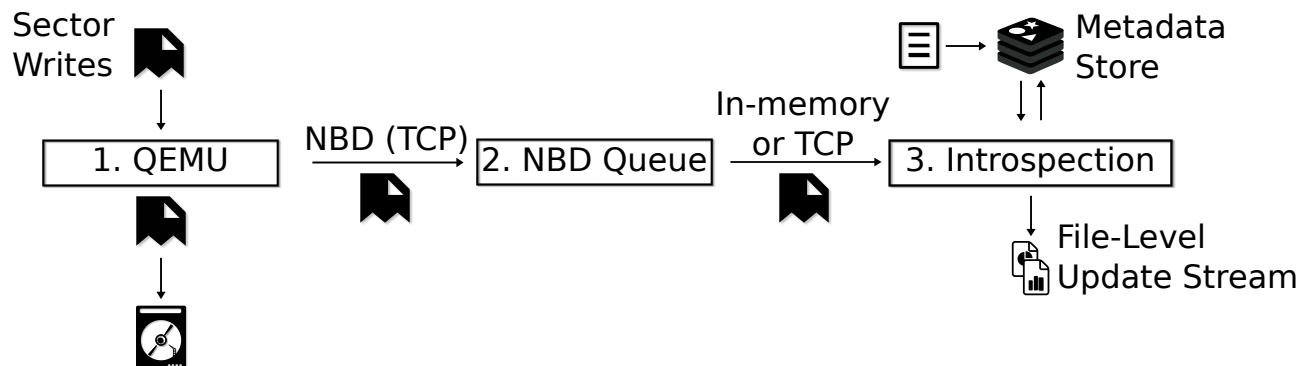 Sector
Writes
1. QEMU
NBD (TCP)
2. NBD Queue
In-memory
or TCP
3. Introspection
Metadata
Store
File-Level
Update Stream